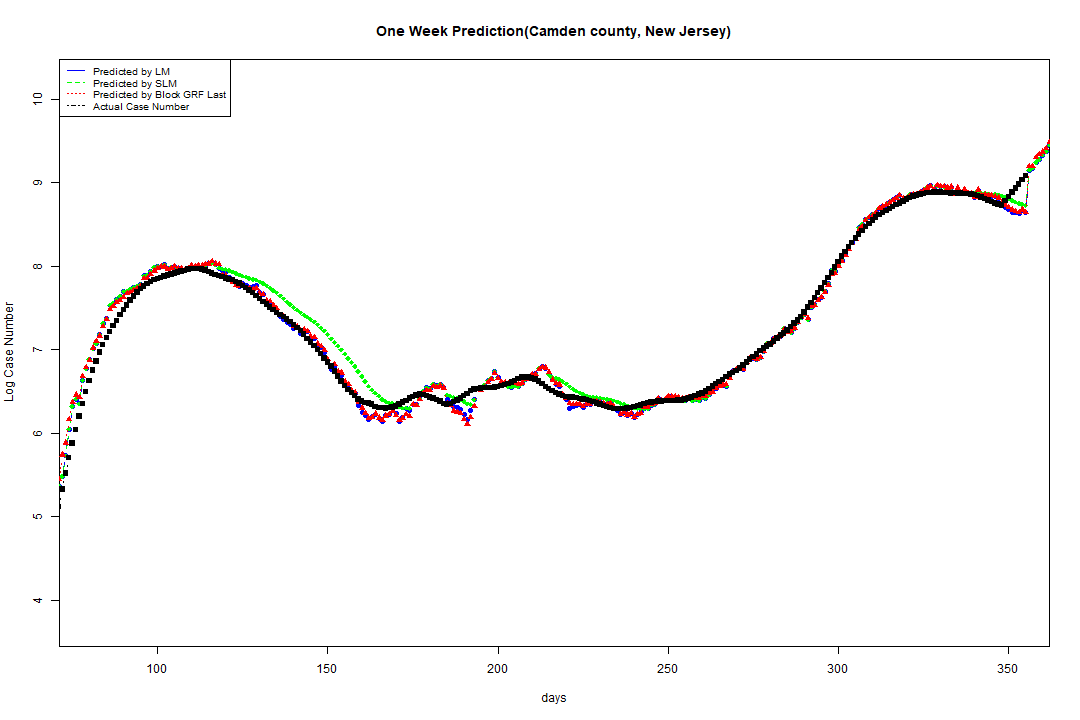 One Week Prediction(Camden county, New Jersey)
Predicted by LM
Predicted by SLM
Predicted by Block GRF Last
Actual Case Number
10
9
8
7
6
5
4
Log Case Number
100 150 200 250 300 350
days